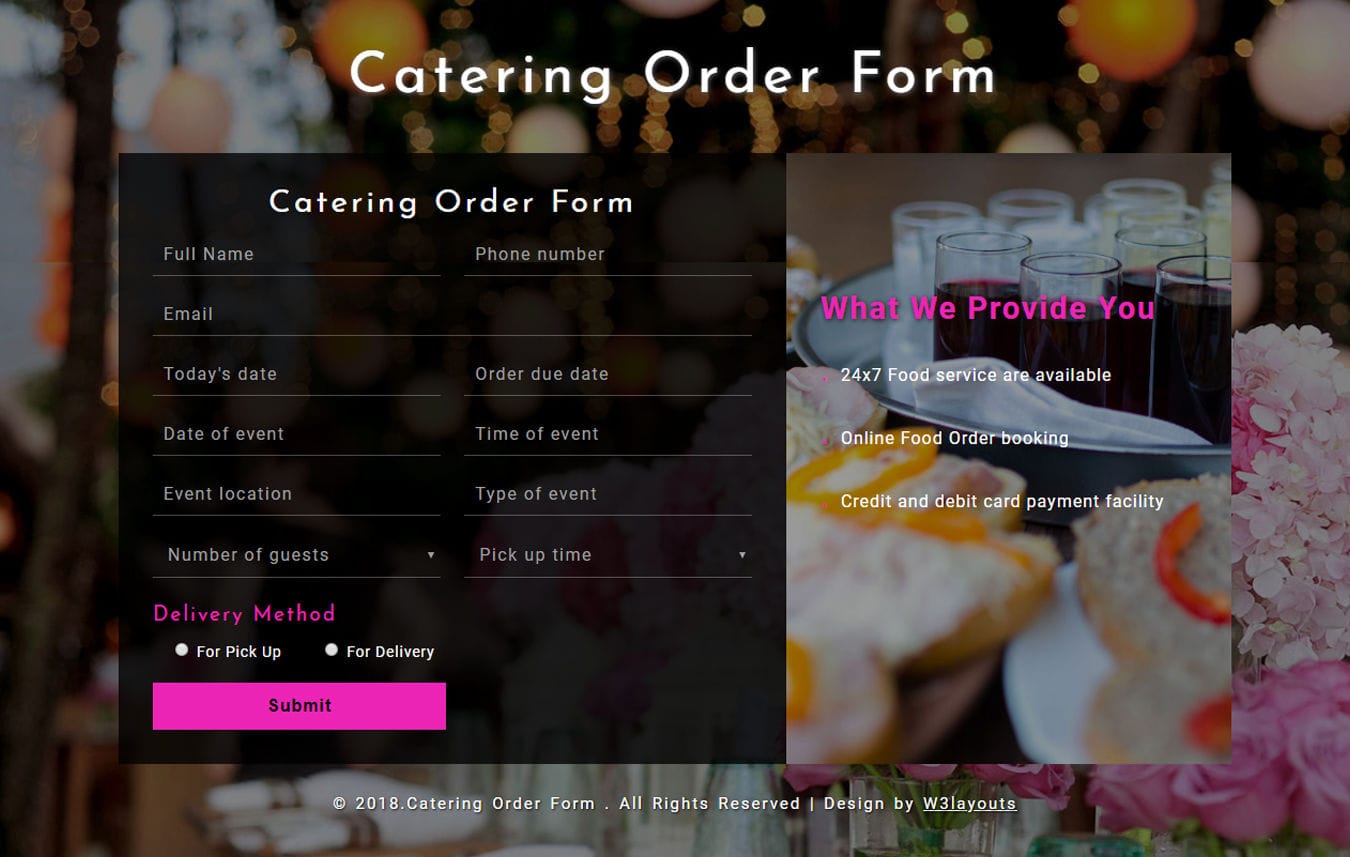 Catering Order Form
Catering Order Form
Full Name
Phone number
Email
Today's date
Order due date
Date of event
Time of event
Event location
Type of event
Number of guests
Pick up time
Delivery Method
For Pick Up
For Delivery
Submit
What We Provide You
24x7 Food service are available
Online Food Order booking
Credit and debit card payment facility
© 2018.Catering Order Form . All Rights Reserved | Design by W3layouts